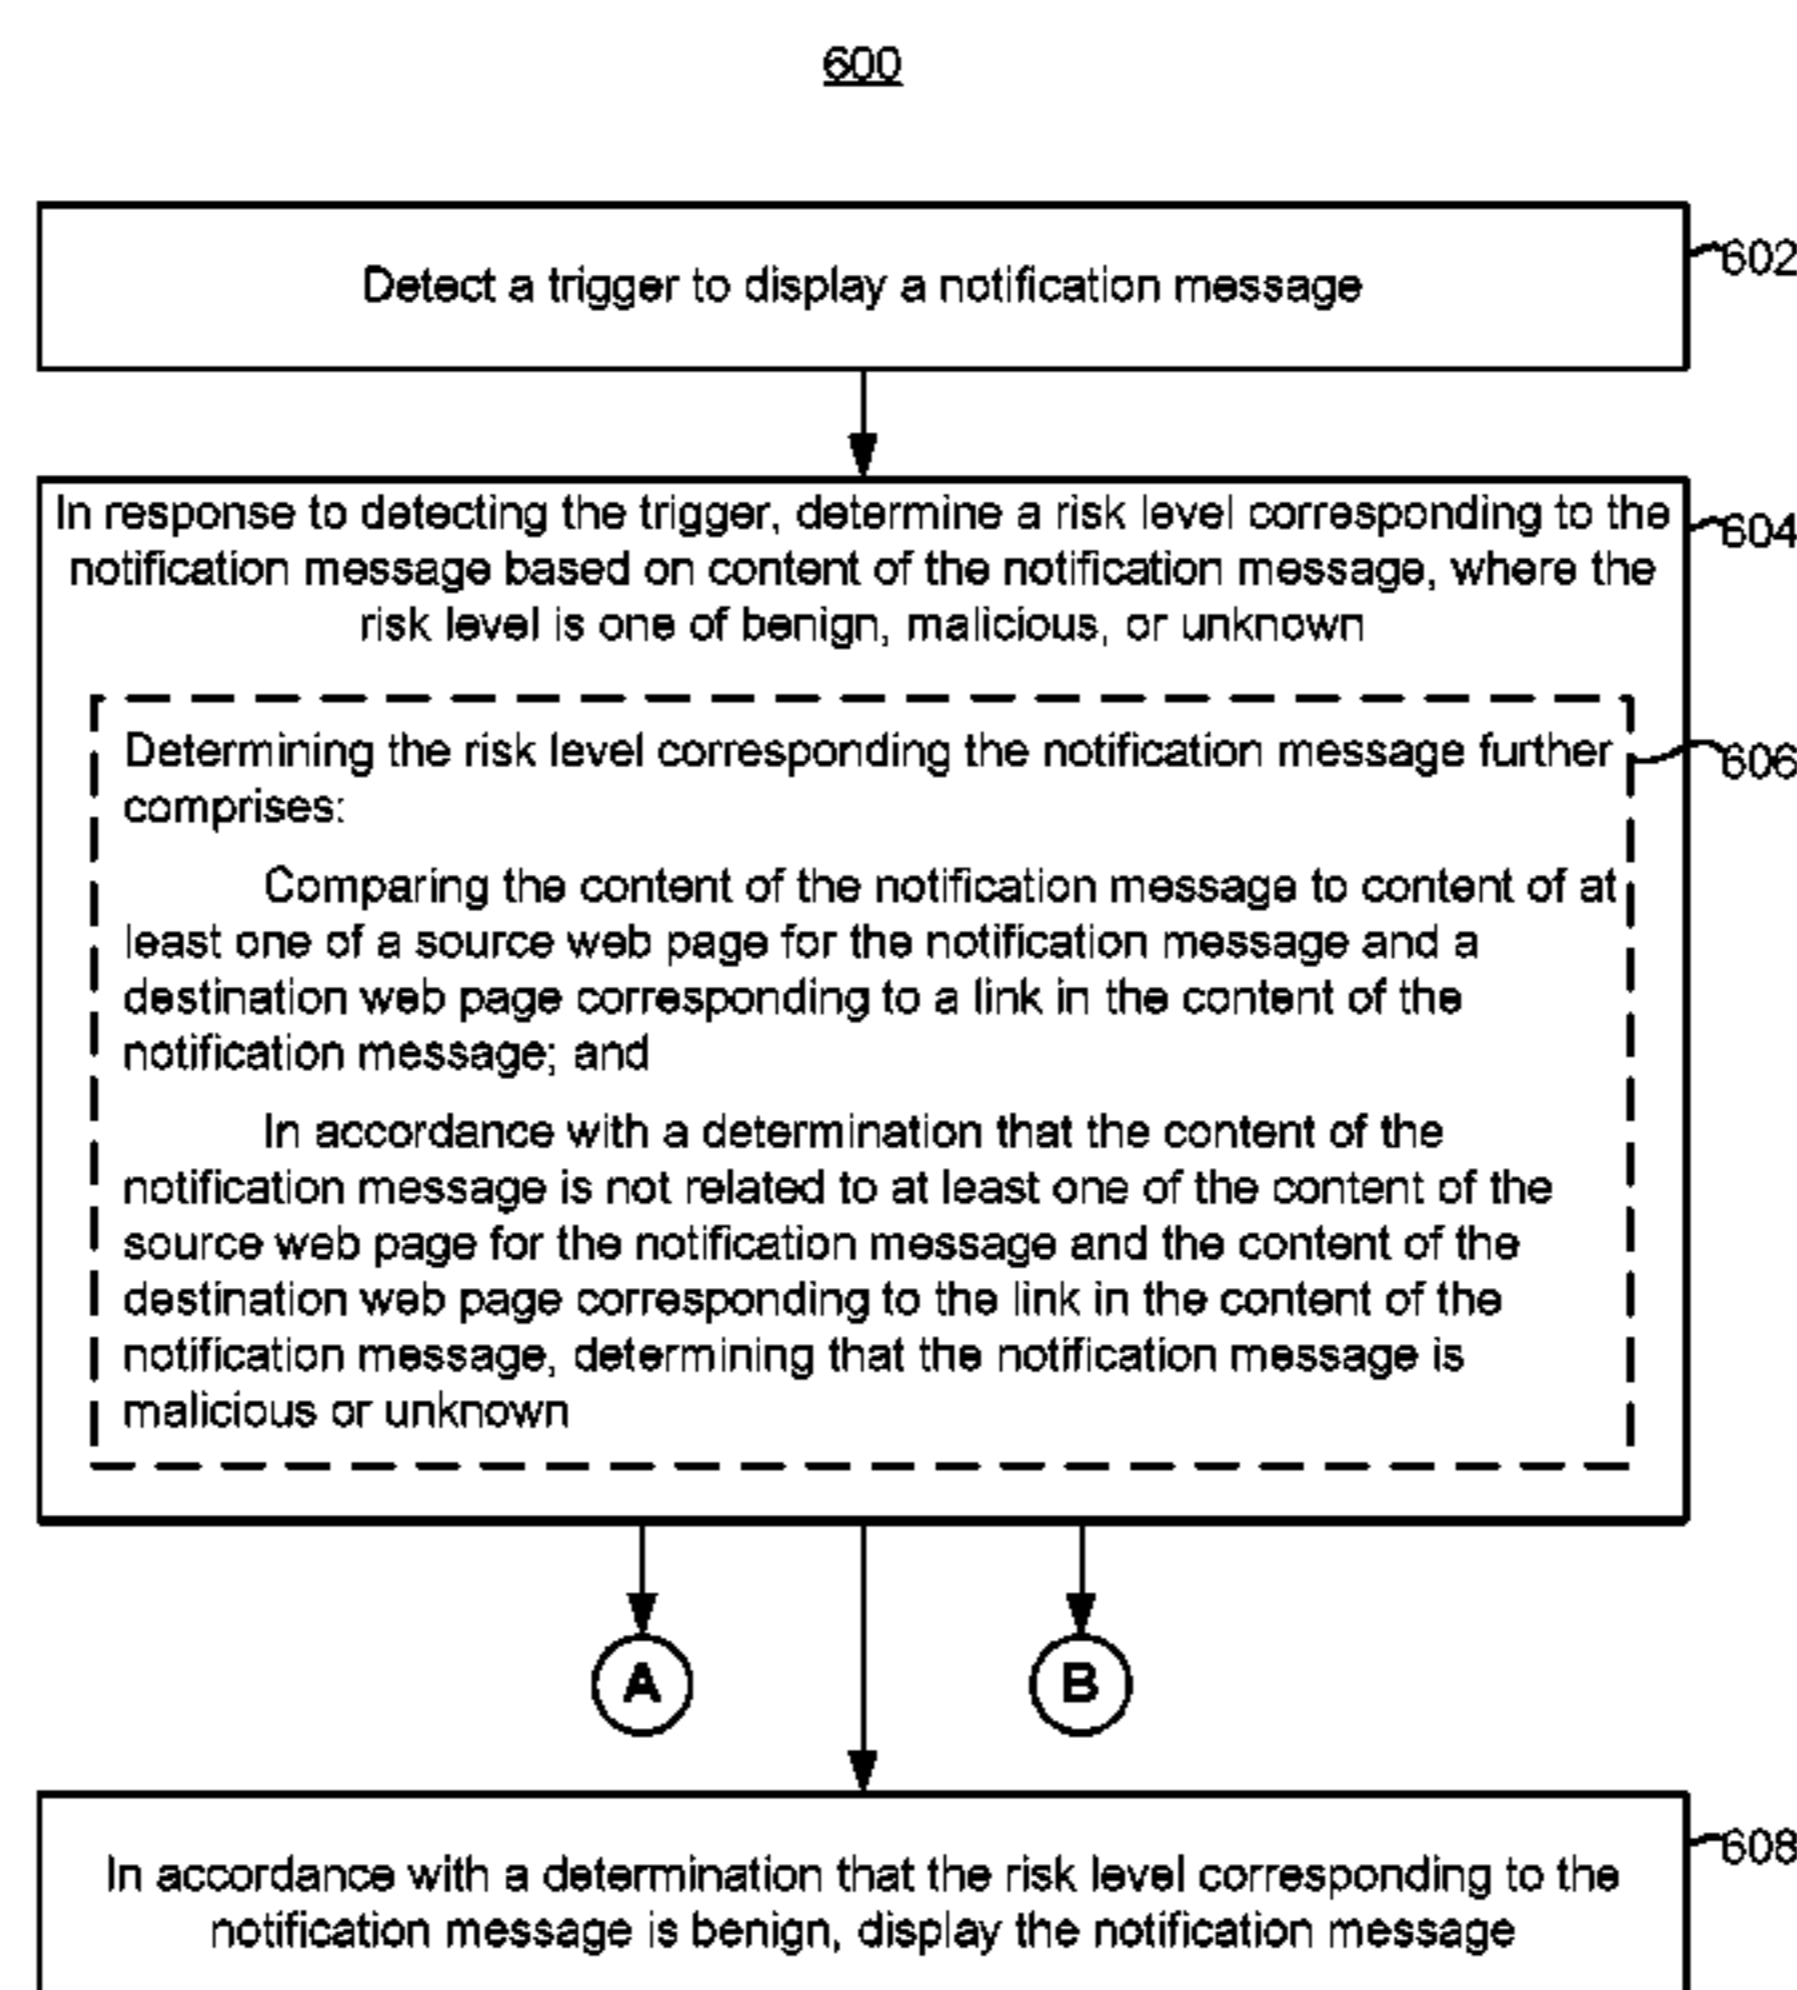 600
Detect a trigger to display a notification message
602
In response to detecting the trigger, determine a risk level corresponding to the
notification message based on content of the notification message, where the
risk level is one of benign, malicious, or unknown
604
Determining the risk level corresponding the notification message further
comprises:
606
Comparing the content of the notification message to content of at
least one of a source web page for the notification message and a
destination web page corresponding to a link in the content of the
notification message; and
In accordance with a determination that the content of the
notification message is not related to at least one of the content of the
source web page for the notification message and the content of the
destination web page corresponding to the link in the content of the
notification message, determining that the notification message is
malicious or unknown
A
B
In accordance with a determination that the risk level corresponding to the
notification message is benign, display the notification message
608